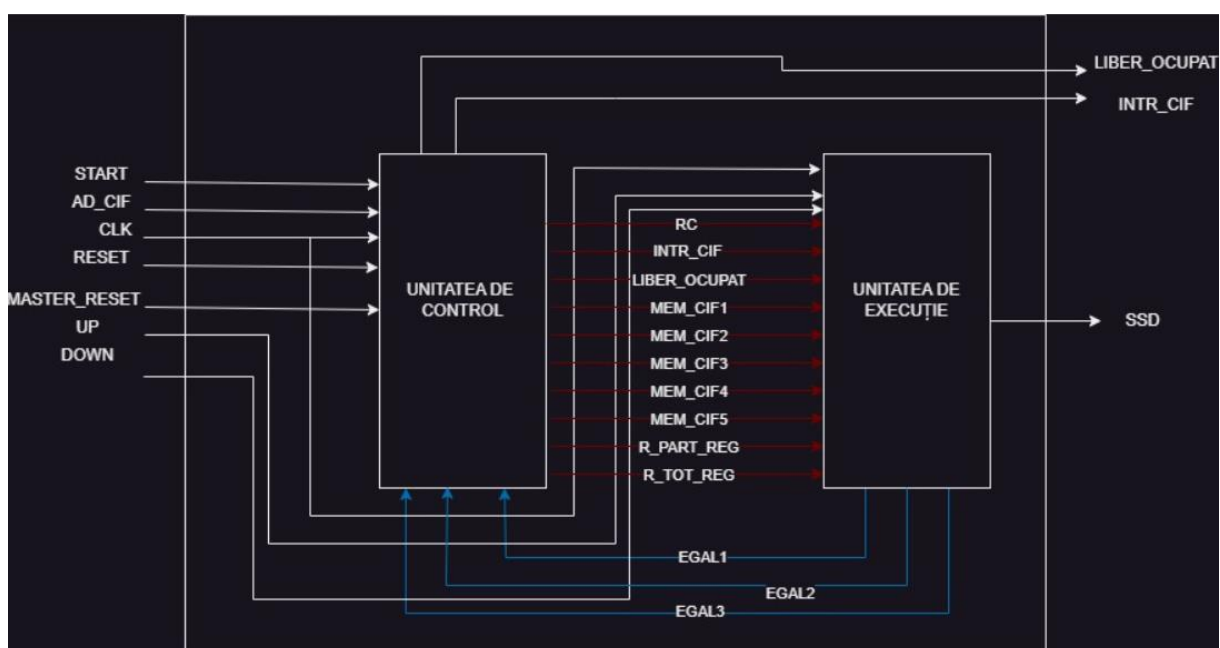 LIBER_OCUPAT
INTR_CIF
START
AD_CIF
CLK
RESET
MASTER_RESET
UP
DOWN
UNITATEA DE
CONTROL
RC
INTR_CIF
LIBER_OCUPAT
MEM_CIF1
MEM_CIF2
MEM_CIF3
MEM_CIF4
MEM_CIF5
R_PART_REG
R_TOT_REG
UNITATEA DE
EXECUȚIE
SSD
EGAL1
EGAL2
EGAL3